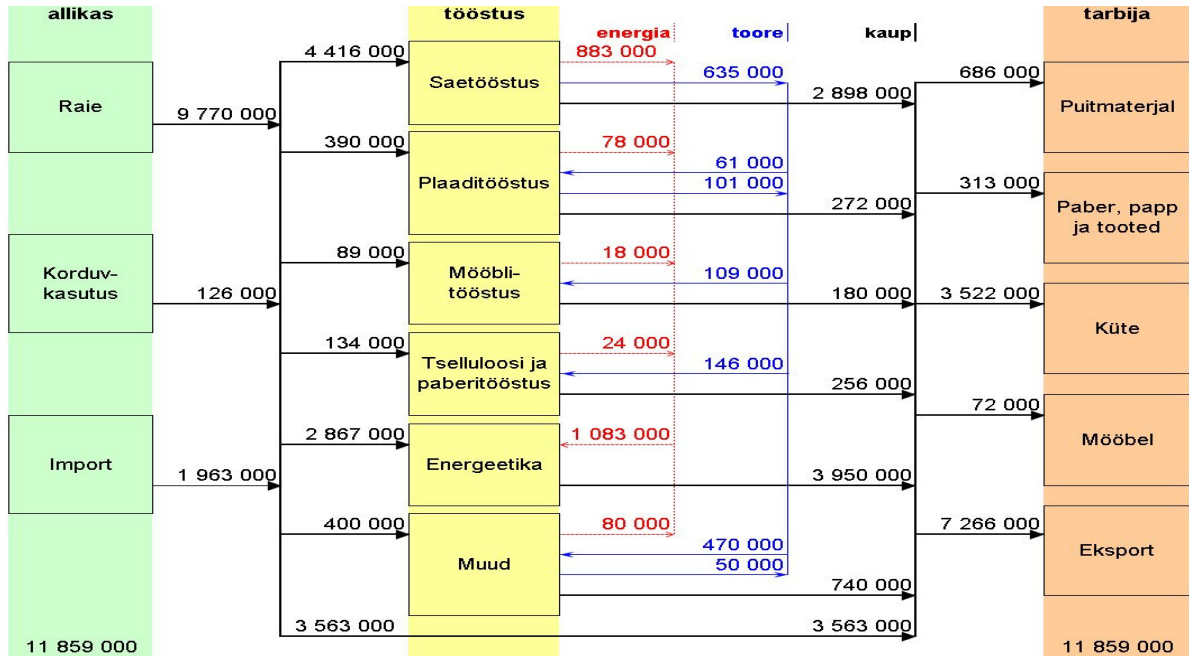 allikas
tööstus
tarbija
energia
toore
kaup
4 416 000
883 000
686 000
Saetööstus
635 000
Raie
2 898 000
Puitmaterjal
9 770 000
390 000
78 000
61 000
Plaaditööstus
101 000
313 000
272 000
Paber, papp
ja tooted
89 000
18 000
Korduv-
kasutus
Mööbli-
tööstus
109 000
126 000
180 000
3 522 000
Küte
134 000
24 000
Tselluloosi ja
paberitööstus
146 000
256 000
72 000
2 867 000
1 083 000
Mööbel
Import
Energeetika
1 963 000
3 950 000
400 000
80 000
7 266 000
470 000
Eksport
Muud
50 000
740 000
3 563 000
3 563 000
11 859 000
11 859 000